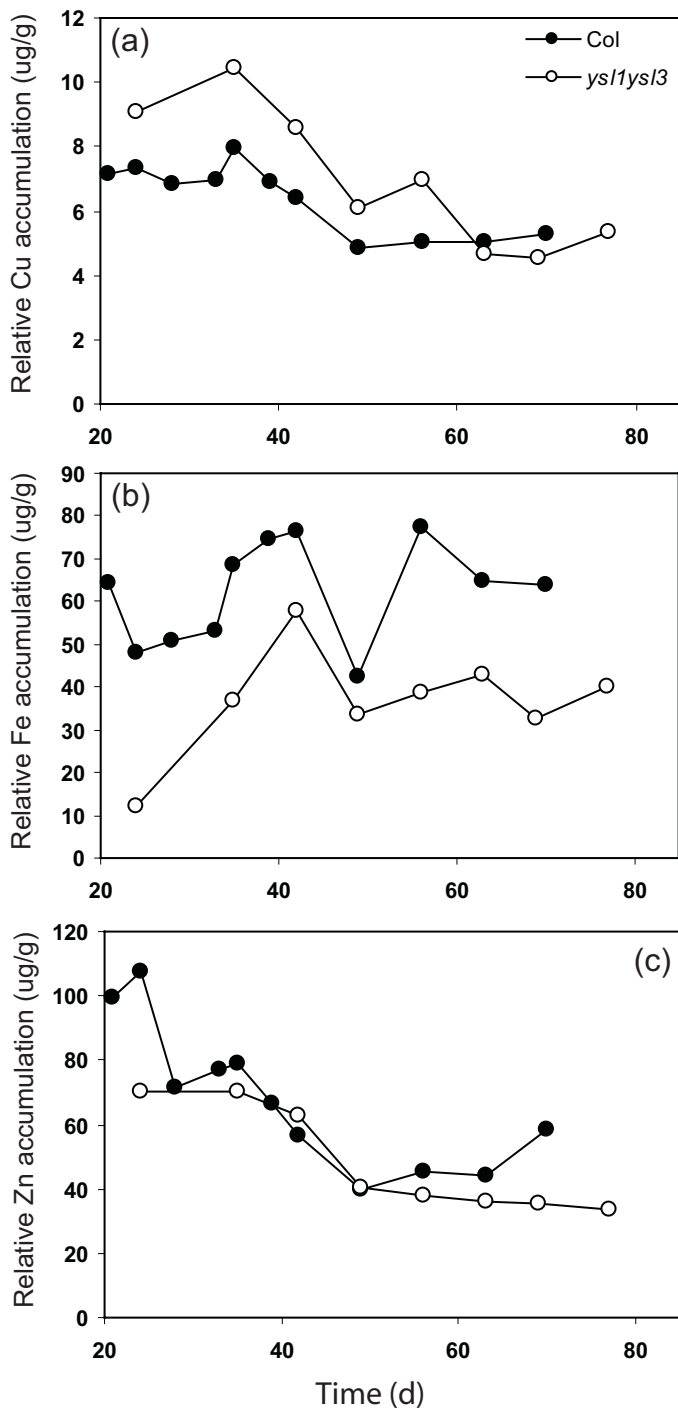 (a)
Col
ysl1ysl3
Relative Cu accumulation (ug/g)
12
10
8
6
4
2
0
20 40 60 80
(b)
Relative Fe accumulation (ug/g)
90
80
70
60
50
40
30
20
10
0
20 40 60 80
(c)
Relative Zn accumulation (ug/g)
120
100
80
60
40
20
0
20 40 60 80
Time (d)